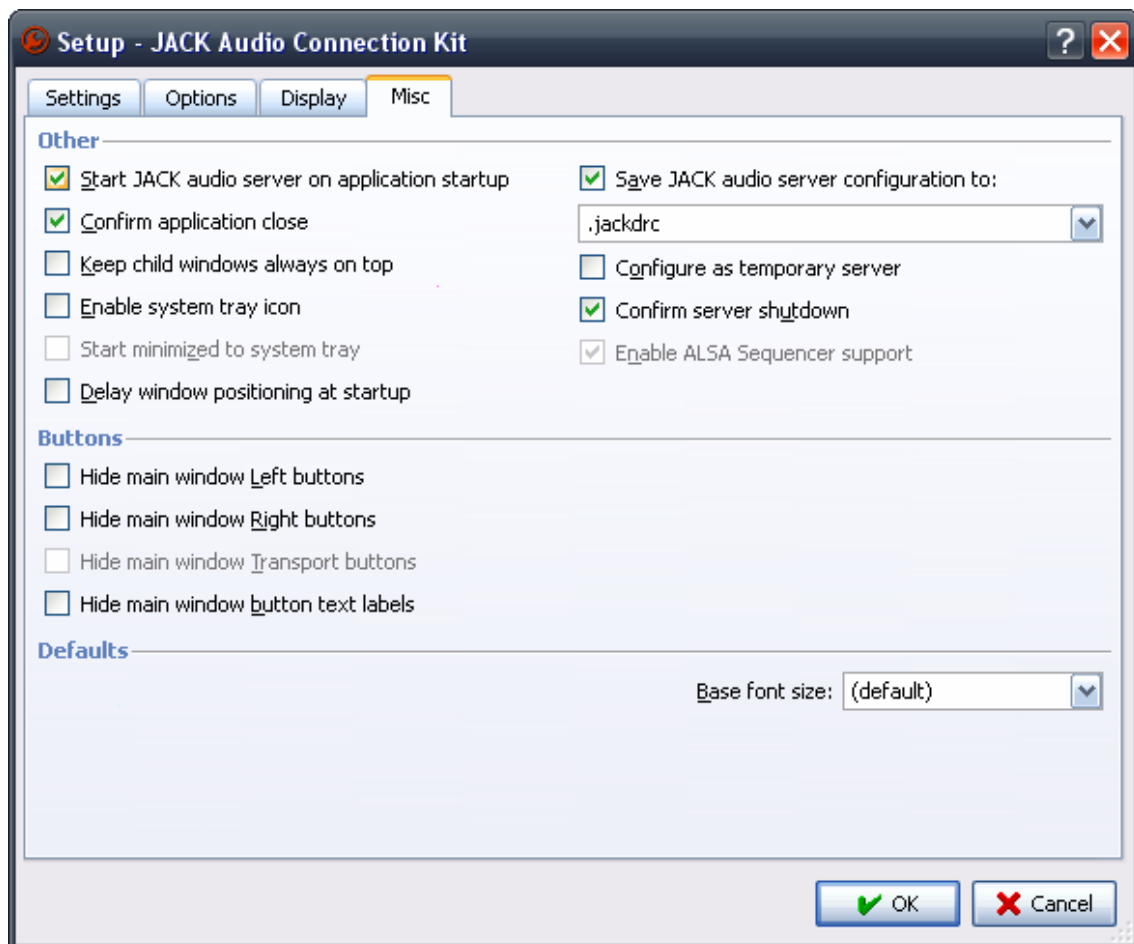 Setup - JACK Audio Connection Kit
?
Settings Options Display Misc
Other
Start JACK audio server on application startup
Confirm application close
Keep child windows always on top
Enable system tray icon
Start minimized to system tray
Delay window positioning at startup
Save JACK audio server configuration to:
.jackdrc
Configure as temporary server
Confirm server shutdown
Enable ALSA Sequencer support
Buttons
Hide main window Left buttons
Hide main window Right buttons
Hide main window Transport buttons
Hide main window button text labels
Defaults
Base font size: (default)
OK Cancel